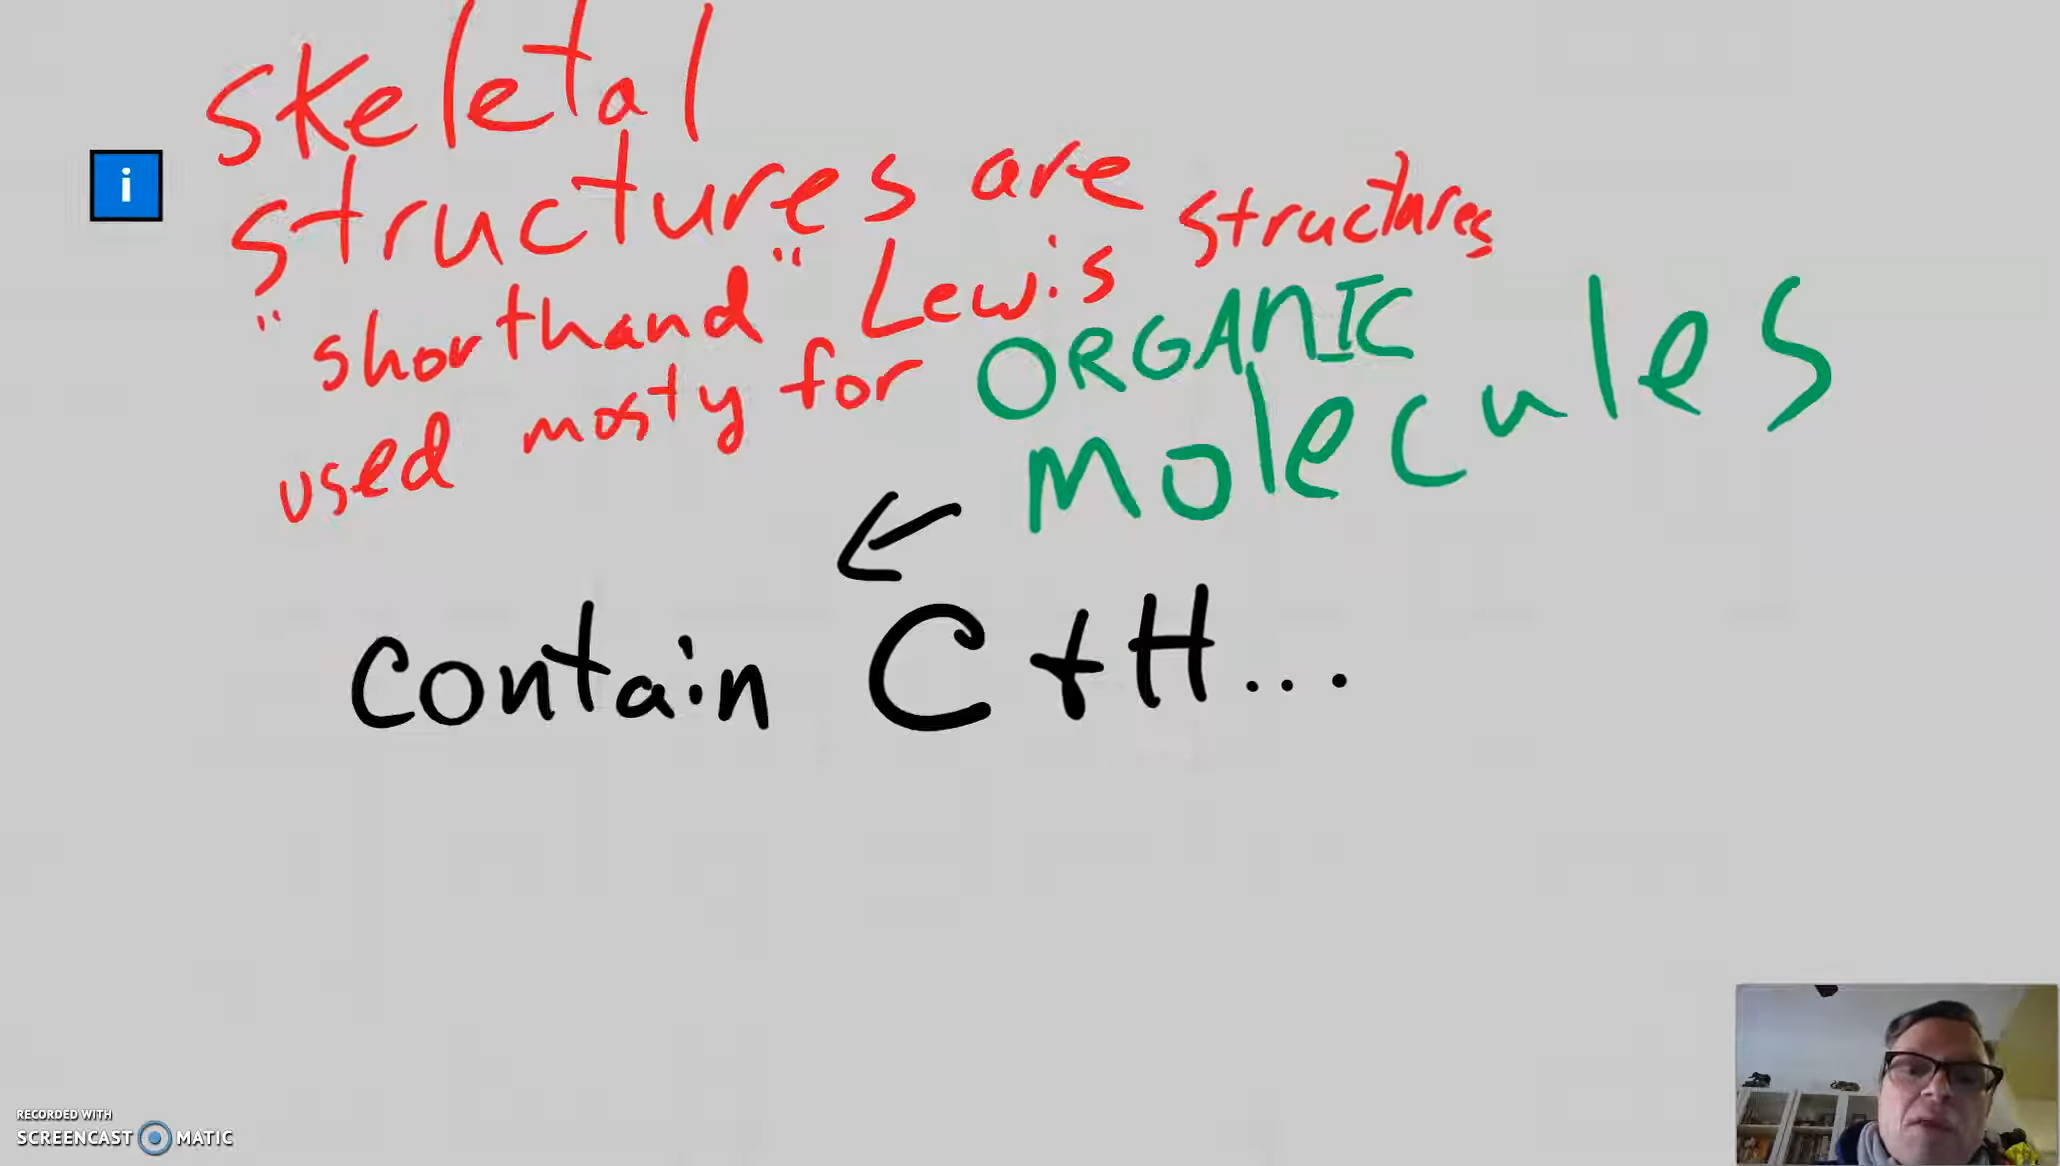 skeletal
i
structures are
"shorthand" Lewis structures
used mosty for ORGANIC
molecules
contain C + H...
RECORDED WITH
SCREENCAST MATIC